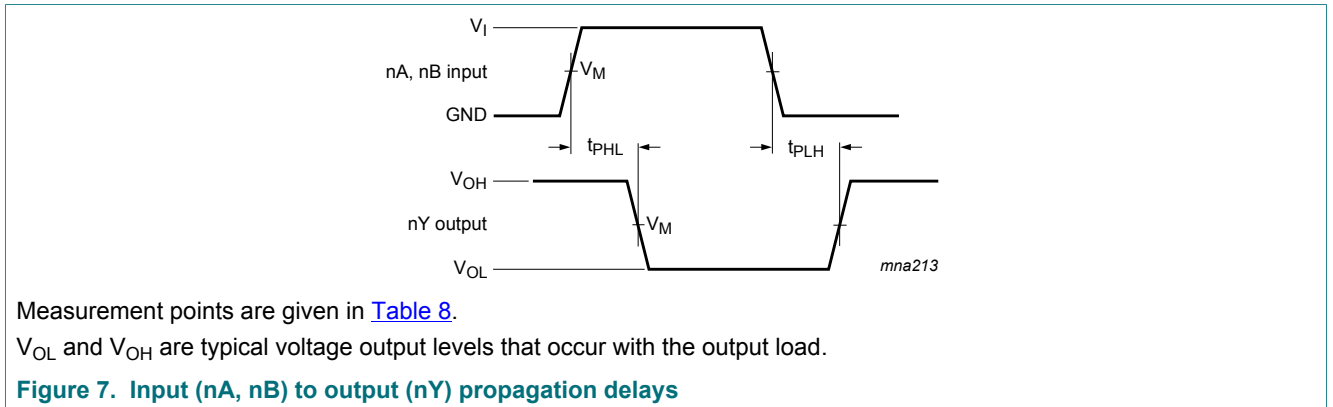 V_I
nA, nB input
V_M
GND
t_PHL
t_PLH
V_OH
nY output
V_M
V_OL
mna213
Measurement points are given in Table 8.
V_OL and V_OH are typical voltage output levels that occur with the output load.
Figure 7. Input (nA, nB) to output (nY) propagation delays